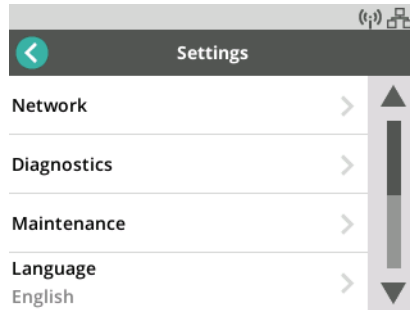 Settings
Network
Diagnostics
Maintenance
Language
English